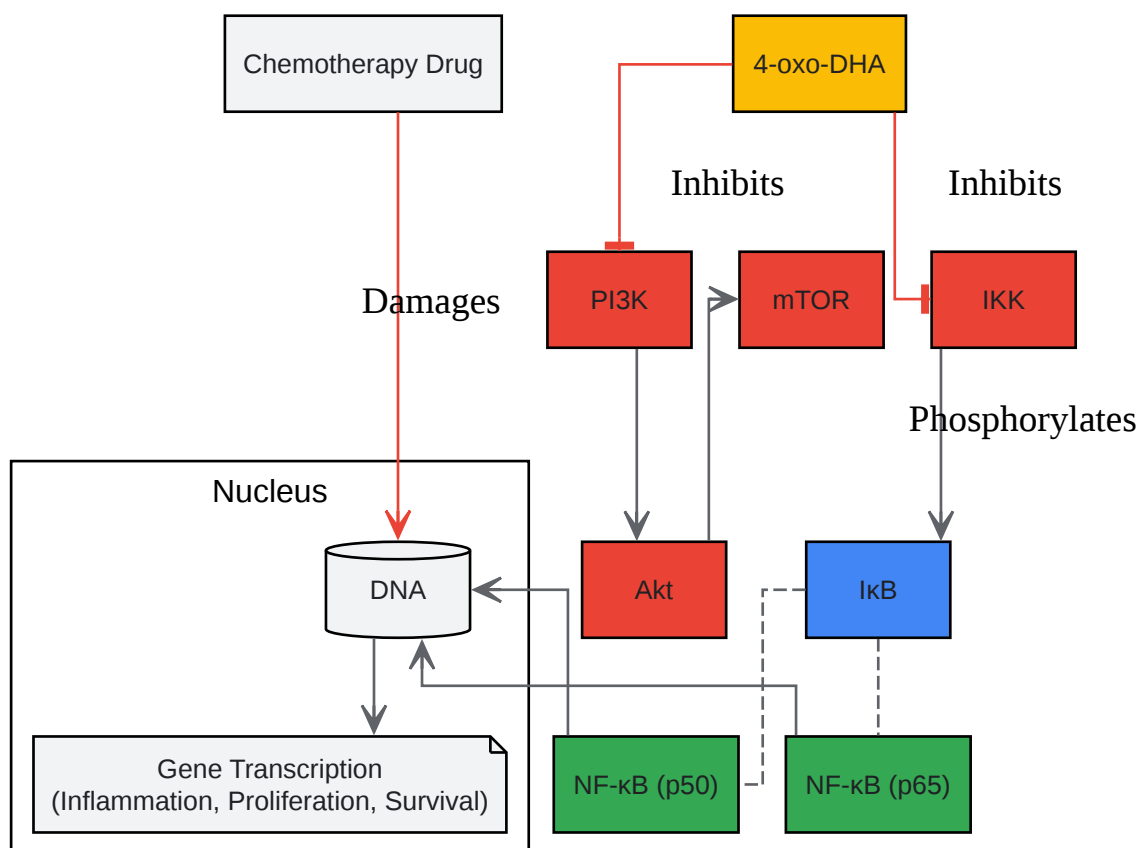 Chemotherapy Drug
4-oxo-DHA
Inhibits
Inhibits
Damages
PI3K
mTOR
IKK
Phosphorylates
Nucleus
DNA
Akt
IκB
Gene Transcription
(Inflammation, Proliferation, Survival)
NF-κB (p50)
NF-κB (p65)